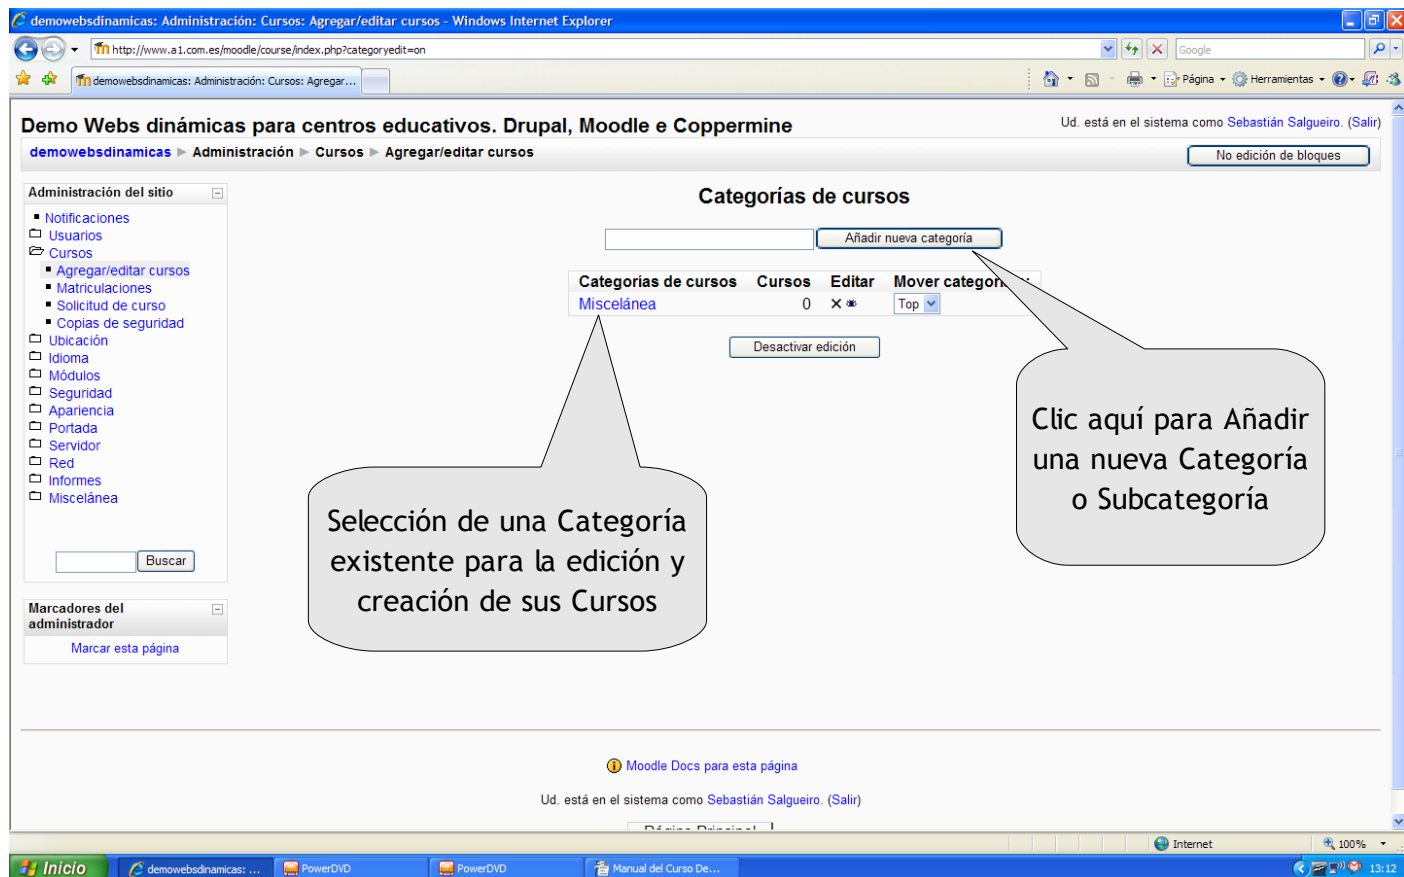 demowebsdinamicas: Administración: Cursos: Agregar/editar cursos - Windows Internet Explorer
http://www.a1.com.es/moodle/course/index.php?categoryedit=on
Google
demowebsdinamicas: Administración: Cursos: Agregar...
Página
Herramientas
Demo Webs dinámicas para centros educativos. Drupal, Moodle e Coppermine
Ud. está en el sistema como Sebastián Salgueiro. (Salir)
demowebsdinamicas ► Administración ► Cursos ► Agregar/editar cursos
No edición de bloques
Administración del sitio
Notificaciones
Usuarios
Cursos
Agregar/editar cursos
Matriculaciones
Solicitud de curso
Copias de seguridad
Ubicación
Idioma
Módulos
Seguridad
Apariencia
Portada
Servidor
Red
Informes
Miscelánea
Buscar
Marcadores del
administrador
Marcar esta página
Categorías de cursos
Añadir nueva categoría
Categorías de cursos Cursos Editar Mover categor
Miscelánea 0 Top
Desactivar edición
Selección de una Categoría
existente para la edición y
creación de sus Cursos
Clic aquí para Añadir
una nueva Categoría
o Subcategoría
Moodle Docs para esta página
Ud. está en el sistema como Sebastián Salgueiro. (Salir)
Página Principal
Internet
100%
Inicio
demowebsdinamicas: ...
PowerDVD
PowerDVD
Manual del Curso De...
13:12